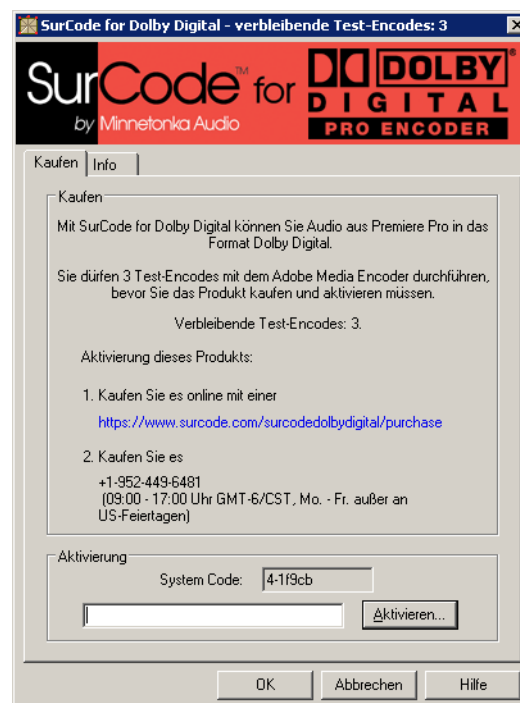 SurCode for Dolby Digital - verbleibende Test-Encodes: 3
SurCode™ for
by Minnetonka Audio
DOLBY
DIGITAL
PRO ENCODER
Kaufen
Info
Kaufen
Mit SurCode for Dolby Digital können Sie Audio aus Premiere Pro in das
Format Dolby Digital.
Sie dürfen 3 Test-Encodes mit dem Adobe Media Encoder durchführen,
bevor Sie das Produkt kaufen und aktivieren müssen.
Verbleibende Test-Encodes: 3.
Aktivierung dieses Produkts:
1. Kaufen Sie es online mit einer
https://www.surcode.com/surcodedolbydigital/purchase
2. Kaufen Sie es
+1-952-449-6481
(09:00 - 17:00 Uhr GMT-6/CST, Mo. - Fr. außer an
US-Feiertagen)
Aktivierung
System Code: 4-1f9cb
Aktivieren...
OK
Abbrechen
Hilfe